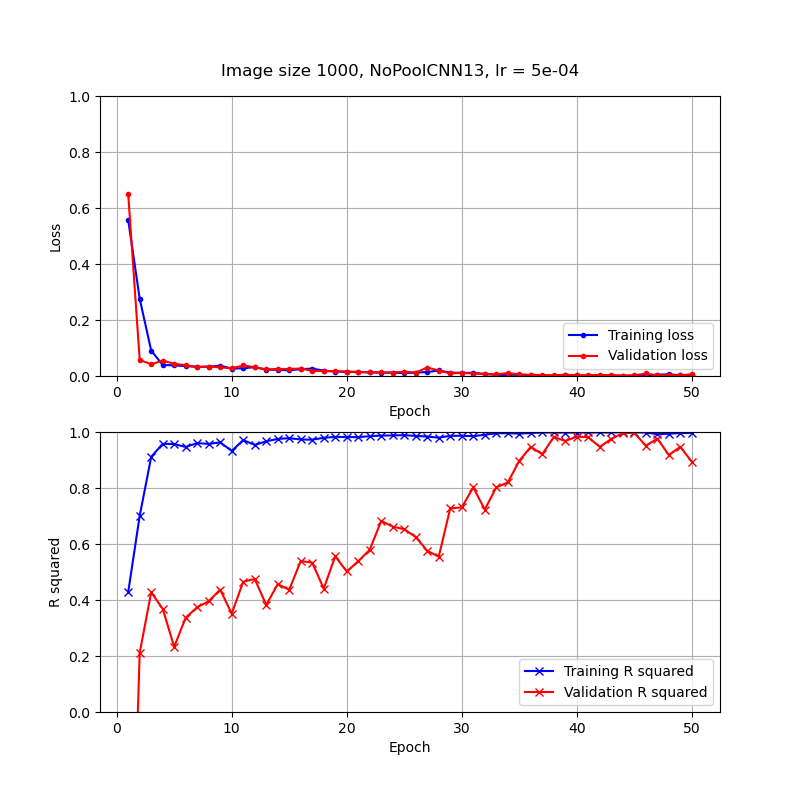 Image size 1000, NoPoolCNN13, lr = 5e-04
1.0
0.8
0.6
0.4
0.2
0.0
Loss
0 10 20 30 40 50
Epoch
Training loss
Validation loss
1.0
0.8
0.6
0.4
0.2
0.0
R squared
0 10 20 30 40 50
Epoch
Training R squared
Validation R squared